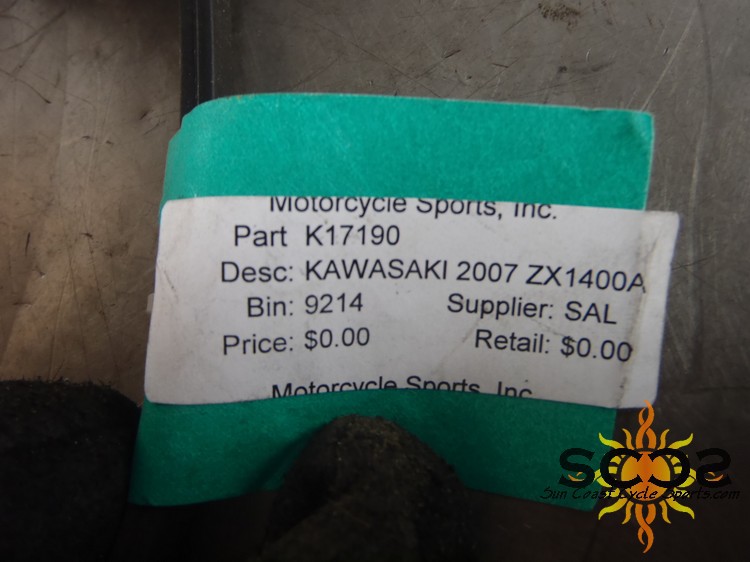 Motorcycle Sports, Inc.
Part K17190
Desc: KAWASAKI 2007 ZX1400A
Bin: 9214 Supplier: SAL
Price: $0.00 Retail: $0.00
Motorcycle Sports, Inc.
SCCS
Sun Coast Cycle Sports.com